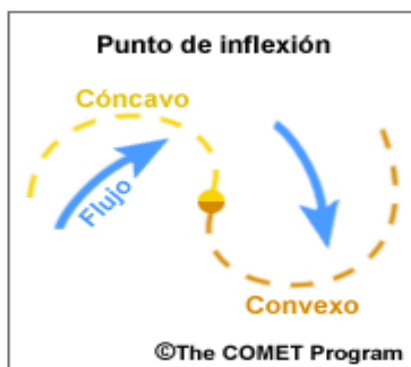 Punto de inflexión
Cóncavo
Flujo
Convexo
©The COMET Program